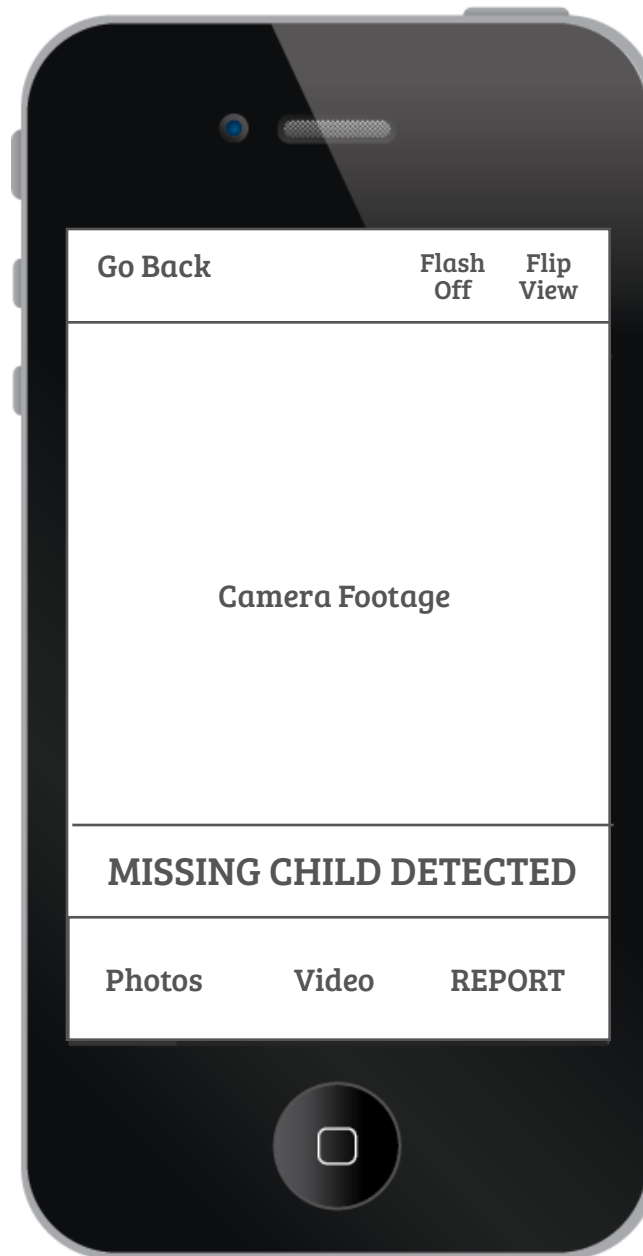 Go Back
Flash
Off
Flip
View
Camera Footage
MISSING CHILD DETECTED
Photos
Video
REPORT